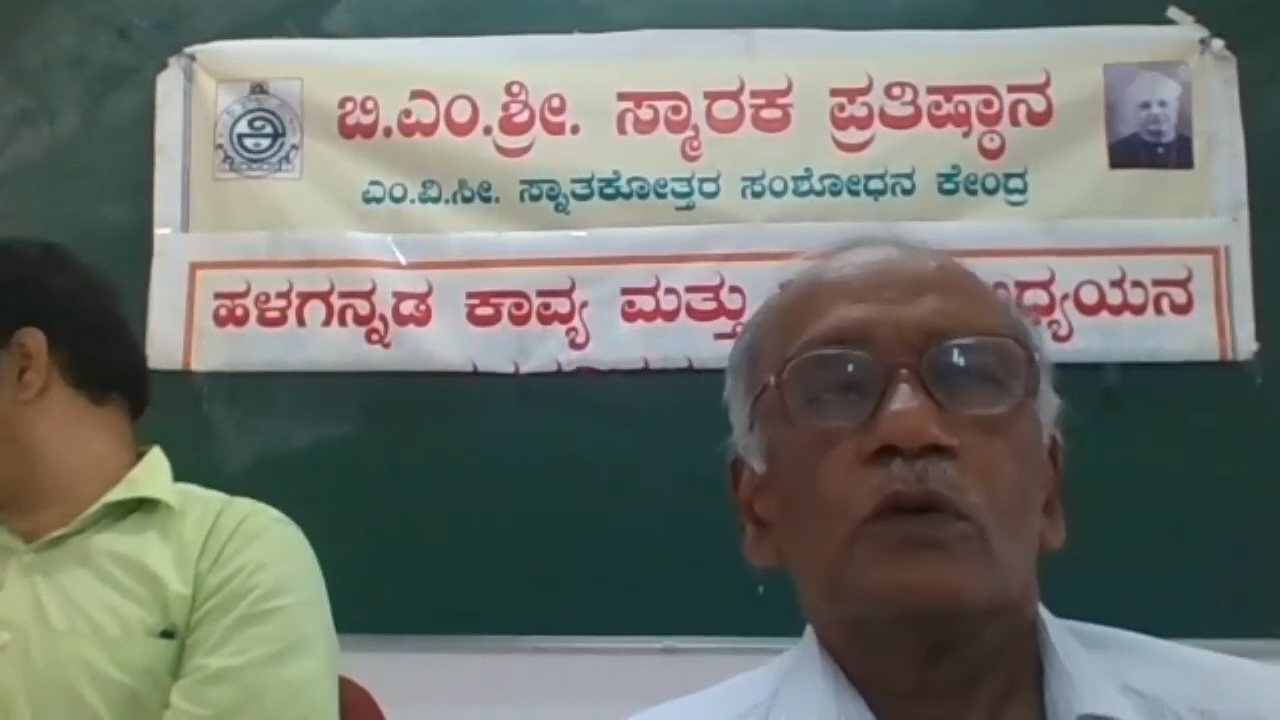 ಬಿ.ಎಂ.ಶ್ರೀ. ಸ್ಮಾರಕ ಪ್ರತಿಷ್ಠಾನ
ಎಂ.ವಿ.ಸೀ. ಸ್ನಾತಕೋತ್ತರ ಸಂಶೋಧನ ಕೇಂದ್ರ
ಹಳಗನ್ನಡ ಕಾವ್ಯ ಮತ್ತು